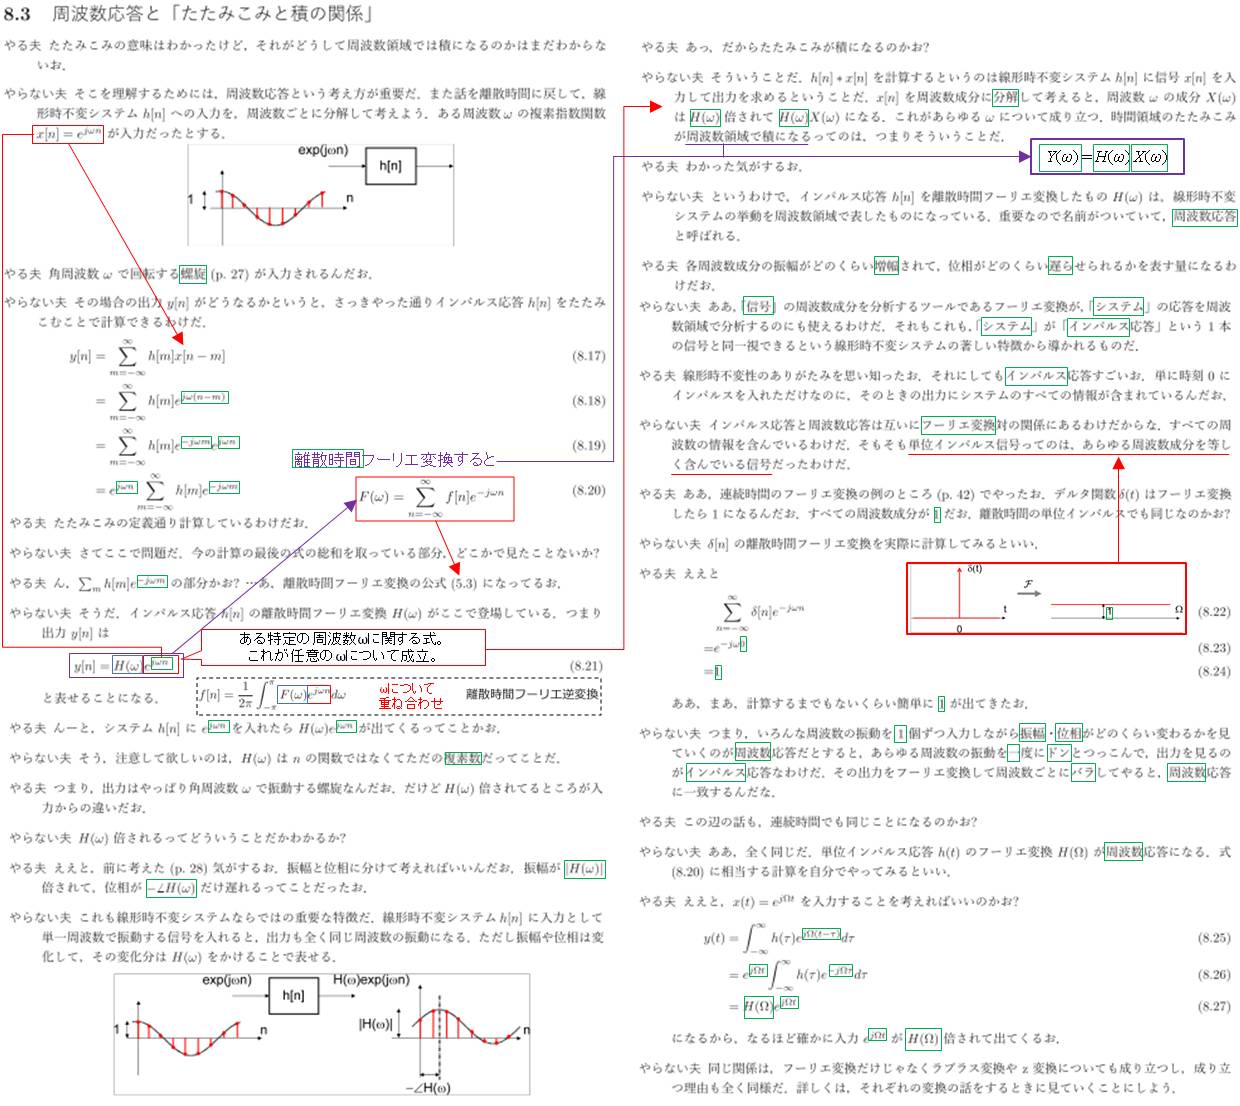 8.3 周波数応答と「たたみこみと積の関係」
やる夫 たたみこみの意味はわかったけど，それがどうして周波数領域では積になるのかはまだわからな
いお．
やらない夫 そこを理解するためには，周波数応答という考え方が重要だ．また話を離散時間に戻して，線
形時不変システム h[n] への入力を，周波数ごとに分解して考えよう．ある周波数 ω の複素指数関数
x[n] = e^{jωn} が入力だったとする．
exp(jωn)
h[n]
1
n
やる夫 角周波数 ω で回転する螺旋 (p. 27) が入力されるんだお．
やらない夫 その場合の出力 y[n] がどうなるかというと，さっきやった通りインパルス応答 h[n] をたたみ
こむことで計算できるわけだ．
y[n] = ∑_{m=−∞}^{∞} h[m]x[n − m] (8.17)
= ∑_{m=−∞}^{∞} h[m]e^{jω(n−m)} (8.18)
= ∑_{m=−∞}^{∞} h[m]e^{−jωm}e^{jωn} (8.19)
= e^{jωn} ∑_{m=−∞}^{∞} h[m]e^{−jωm} (8.20)
離散時間フーリエ変換すると
F(ω) = ∑_{n=−∞}^{∞} f[n]e^{−jωn}
やる夫 たたみこみの定義通り計算しているわけだお．
やらない夫 さてここで問題だ．今の計算の最後の式の総和を取っている部分，どこかで見たことないか?
やる夫 ん，∑_m h[m]e^{−jωm} の部分かお? …あ，離散時間フーリエ変換の公式 (5.3) になってるお．
やらない夫 そうだ．インパルス応答 h[n] の離散時間フーリエ変換 H(ω) がここで登場している．つまり
出力 y[n] は
ある特定の周波数ωに関する式。
これが任意のωについて成立。
y[n] = H(ω)e^{jωn} (8.21)
と表せることになる．
f[n] = 1/2π ∫_{−π}^{π} F(ω)e^{jωn}dω
ωについて
重ね合わせ
離散時間フーリエ逆変換
やる夫 んーと，システム h[n] に e^{jωn} を入れたら H(ω)e^{jωn} が出てくるってことかお．
やらない夫 そう，注意して欲しいのは，H(ω) は n の関数ではなくてただの複素数だってことだ．
やる夫 つまり，出力はやっぱり角周波数 ω で振動する螺旋なんだお．だけど H(ω) 倍されてるところが入
力からの違いだお．
やらない夫 H(ω) 倍されるってどういうことだかわかるか?
やる夫 ええと，前に考えた (p. 28) 気がするお．振幅と位相に分けて考えればいいんだお．振幅が |H(ω)|
倍されて，位相が −∠H(ω) だけ遅れるってことだったお．
やらない夫 これも線形時不変システムならではの重要な特徴だ．線形時不変システム h[n] に入力として
単一周波数で振動する信号を入れると，出力も全く同じ周波数の振動になる．ただし振幅や位相は変
化して，その変化分は H(ω) をかけることで表せる．
exp(jωn)
h[n]
H(ω)exp(jωn)
1
n
|H(ω)|
n
−∠H(ω)
やる夫 あっ，だからたたみこみが積になるのかお?
やらない夫 そういうことだ．h[n] ∗ x[n] を計算するというのは線形時不変システム h[n] に信号 x[n] を入
力して出力を求めるということだ．x[n] を周波数成分に分解して考えると，周波数 ω の成分 X(ω)
は H(ω) 倍されて H(ω)X(ω) になる．これがあらゆる ω について成り立つ．時間領域のたたみこみ
が周波数領域で積になるってのは，つまりそういうことだ．
Y(ω)=H(ω) X(ω)
やる夫 わかった気がするお．
やらない夫 というわけで，インパルス応答 h[n] を離散時間フーリエ変換したもの H(ω) は，線形時不変
システムの挙動を周波数領域で表したものになっている．重要なので名前がついていて，周波数応答
と呼ばれる．
やる夫 各周波数成分の振幅がどのくらい増幅されて，位相がどのくらい遅らせられるかを表す量になるわ
けだお．
やらない夫 ああ，「信号」の周波数成分を分析するツールであるフーリエ変換が，「システム」の応答を周波
数領域で分析するのにも使えるわけだ．それもこれも，「システム」が「インパルス応答」という 1 本
の信号と同一視できるという線形時不変システムの著しい特徴から導かれるものだ．
やる夫 線形時不変性のありがたみを思い知ったお．それにしてもインパルス応答すごいお．単に時刻 0 に
インパルスを入れただけなのに，そのときの出力にシステムのすべての情報が含まれているんだお．
やらない夫 インパルス応答と周波数応答は互いにフーリエ変換対の関係にあるわけだからな．すべての周
波数の情報を含んでいるわけだ．そもそも単位インパルス信号ってのは，あらゆる周波数成分を等し
く含んでいる信号だったわけだ．
やる夫 ああ，連続時間のフーリエ変換の例のところ (p. 42) でやったお．デルタ関数 δ(t) はフーリエ変換
したら 1 になるんだお．すべての周波数成分が 1 だお．離散時間の単位インパルスでも同じなのかお?
やらない夫 δ[n] の離散時間フーリエ変換を実際に計算してみるといい．
やる夫 ええと
δ(t)
t
0
F
1
Ω
∑_{n=−∞}^{∞} δ[n]e^{−jωn} (8.22)
=e^{−jω0} (8.23)
=1 (8.24)
ああ，まあ，計算するまでもないくらい簡単に 1 が出てきたお．
やらない夫 つまり，いろんな周波数の振動を 1 個ずつ入力しながら振幅・位相がどのくらい変わるかを見
ていくのが周波数応答だとすると，あらゆる周波数の振動を一度にドンとつっこんで，出力を見るの
がインパルス応答なわけだ．その出力をフーリエ変換して周波数ごとにバラしてやると，周波数応答
に一致するんだな．
やる夫 この辺の話も，連続時間でも同じことになるのかお?
やらない夫 ああ，全く同じだ．単位インパルス応答 h(t) のフーリエ変換 H(Ω) が周波数応答になる．式
(8.20) に相当する計算を自分でやってみるといい．
やる夫 ええと，x(t) = e^{jΩt} を入力することを考えればいいのかお?
y(t) = ∫_{−∞}^{∞} h(τ)e^{jΩ(t−τ)}dτ (8.25)
= e^{jΩt} ∫_{−∞}^{∞} h(τ)e^{−jΩτ}dτ (8.26)
= H(Ω)e^{jΩt} (8.27)
になるから，なるほど確かに入力 e^{jΩt} が H(Ω) 倍されて出てくるお．
やらない夫 同じ関係は，フーリエ変換だけじゃなくラプラス変換や z 変換についても成り立つし，成り立
つ理由も全く同様だ．詳しくは，それぞれの変換の話をするときに見ていくことにしよう．